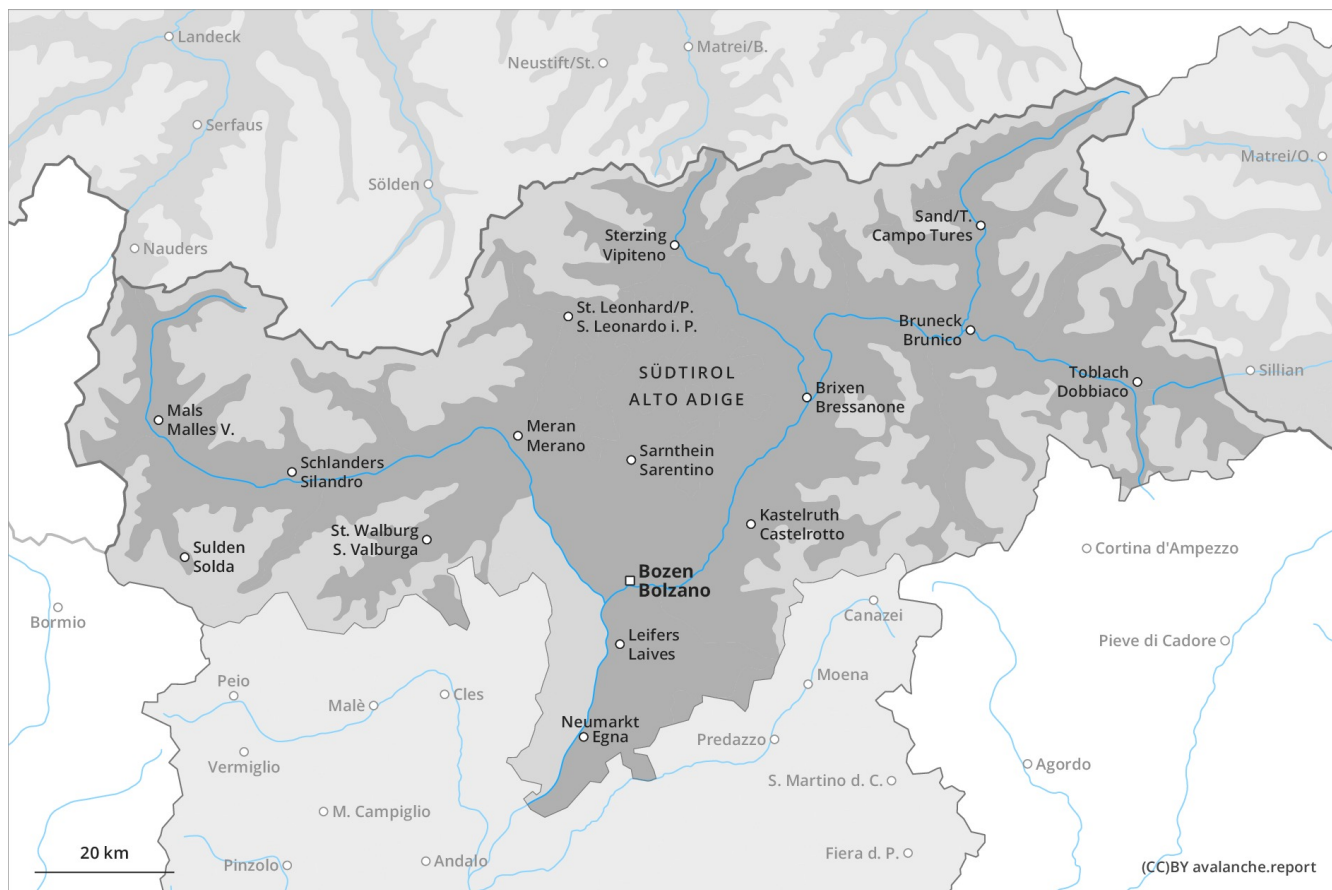 Landeck
Matrei/B.
Neustift/St.
Serfaus
Matrei/O.
Sölden
Sand/T.
Campo Tures
Nauders
Sterzing
Vipiteno
St. Leonhard/P.
S. Leonardo i. P.
Bruneck
Brunico
SÜDTIROL
ALTO ADIGE
Toblach
Dobbiaco
Sillian
Brixen
Bressanone
Mals
Malles V.
Meran
Merano
Schlanders
Silandro
Sarnthein
Sarentino
Kastelruth
Castelrotto
St. Walburg
S. Valburga
Sulden
Solda
Cortina d'Ampezzo
Bozen
Bolzano
Bormio
Canazei
Leifers
Laives
Pieve di Cadore
Peio
Moena
Malè
Cles
Neumarkt
Egna
Predazzo
Vermiglio
Agordo
S. Martino d. C.
M. Campiglio
20 km
Pinzolo
Andalo
Fiera d. P.
(CC)BY avalanche.report